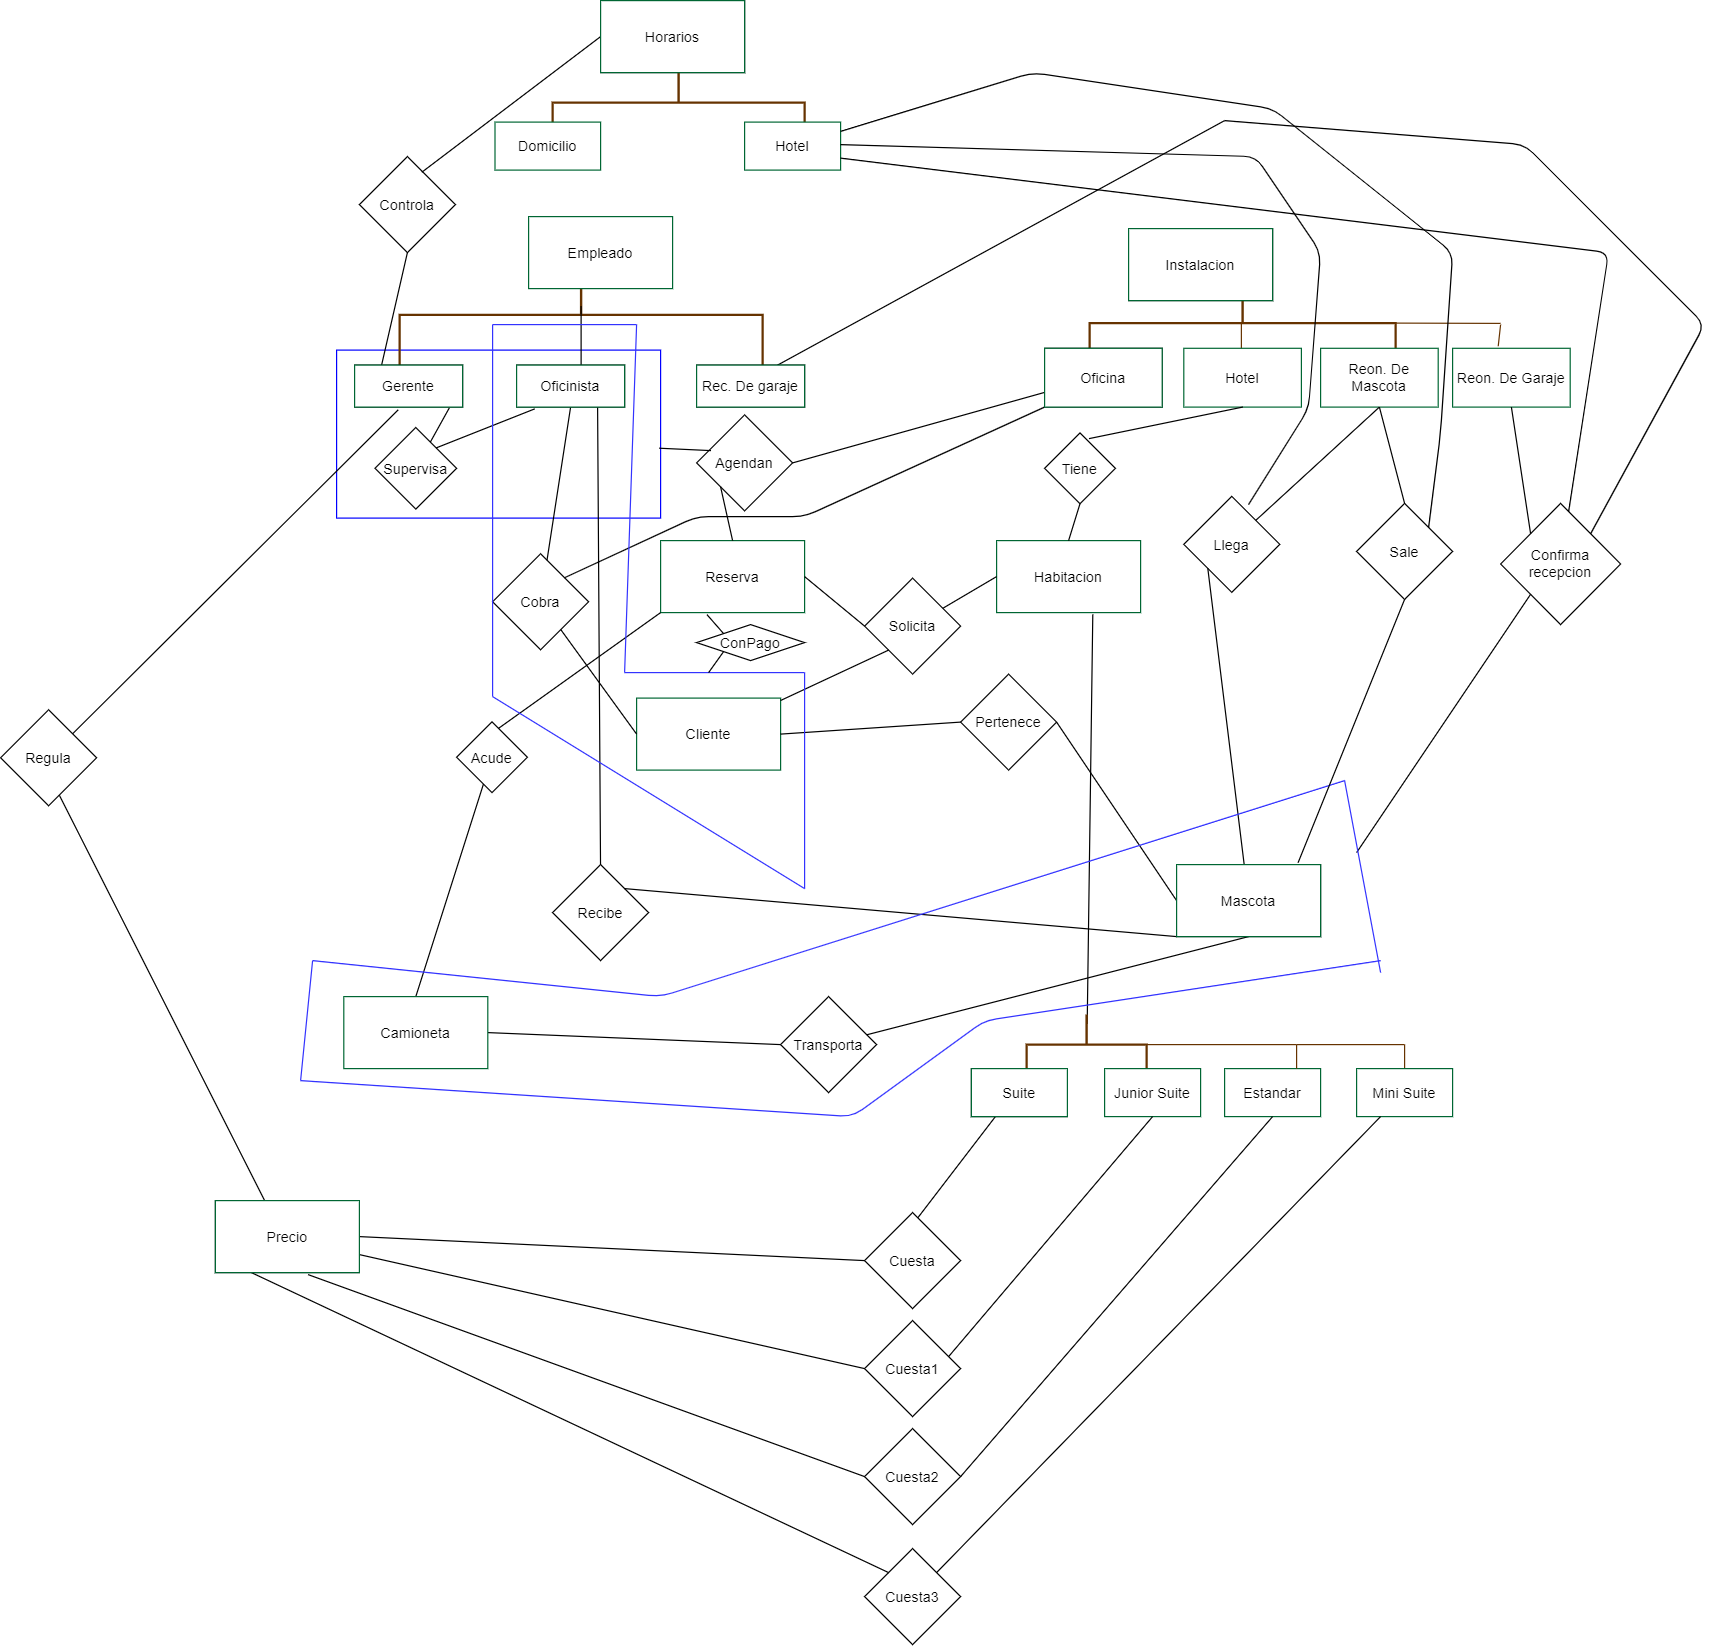 Horarios
Domicilio
Hotel
Controla
Empleado
Instalacion
Gerente
Oficinista
Rec. De garaje
Oficina
Hotel
Reon. De
Mascota
Reon. De Garaje
Supervisa
Agendan
Tiene
Llega
Sale
Confirma
recepcion
Cobra
Reserva
Habitacion
Solicita
ConPago
Cliente
Pertenece
Regula
Acude
Recibe
Mascota
Camioneta
Transporta
Suite
Junior Suite
Estandar
Mini Suite
Precio
Cuesta
Cuesta1
Cuesta2
Cuesta3